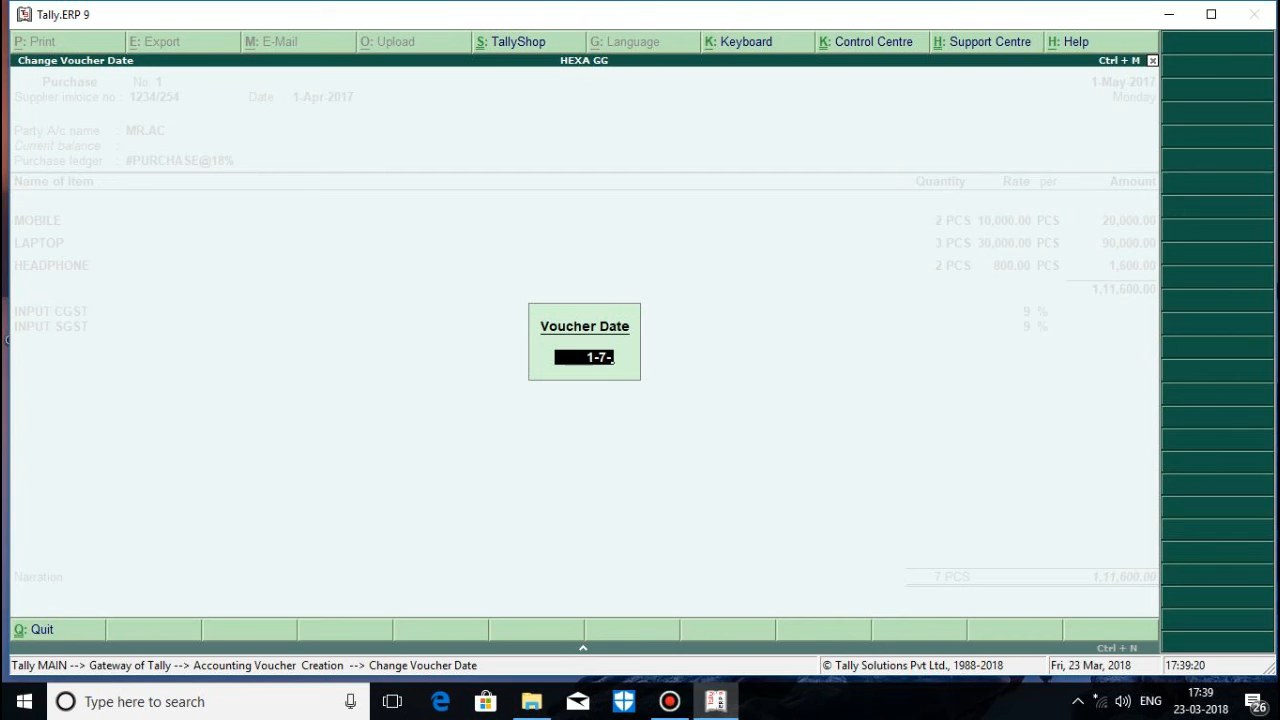 Tally.ERP 9
P: Print E: Export M: E-Mail O: Upload S: TallyShop G: Language K: Keyboard K: Control Centre H: Support Centre H: Help
Change Voucher Date HEXA GG Ctrl + M
Purchase No. 1 1-May-2017
Supplier invoice no. : 1234/254 Date : 1-Apr-2017 Monday
Party A/c name : MR.AC
Current balance :
Purchase ledger : #PURCHASE@18%
Name of Item Quantity Rate per Amount
MOBILE 2 PCS 10,000.00 PCS 20,000.00
LAPTOP 3 PCS 30,000.00 PCS 90,000.00
HEADPHONE 2 PCS 800.00 PCS 1,600.00
1,11,600.00
INPUT CGST 9 %
INPUT SGST 9 %
Voucher Date
1-7-
Narration 7 PCS 1,11,600.00
Q: Quit
Ctrl + N
Tally MAIN --> Gateway of Tally --> Accounting Voucher Creation --> Change Voucher Date © Tally Solutions Pvt Ltd., 1988-2018 Fri, 23 Mar, 2018 17:39:20
Type here to search ENG 17:39
23-03-2018 26